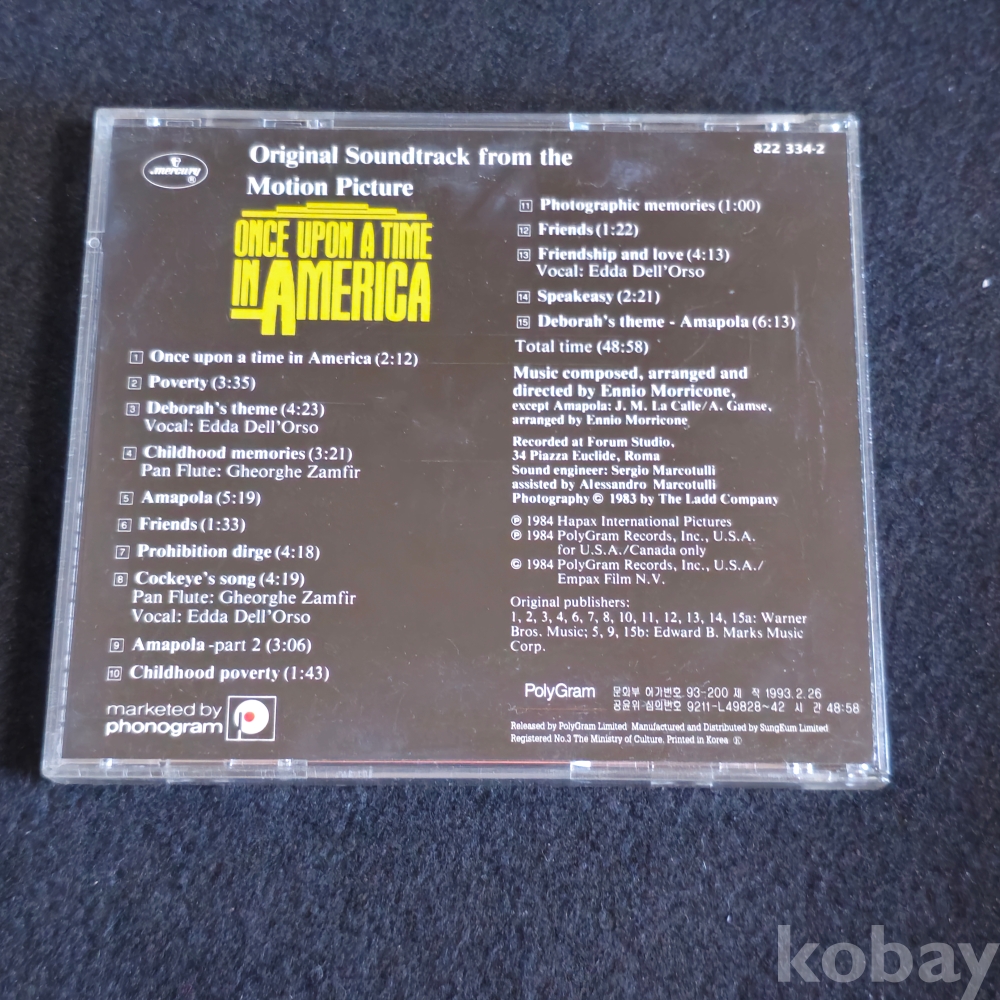 mercury
®
Original Soundtrack from the
Motion Picture
ONCE UPON A TIME
IN AMERICA
1 Once upon a time in America (2:12)
2 Poverty (3:35)
3 Deborah's theme (4:23)
Vocal: Edda Dell'Orso
4 Childhood memories (3:21)
Pan Flute: Gheorghe Zamfir
5 Amapola (5:19)
6 Friends (1:33)
7 Prohibition dirge (4:18)
8 Cockeye's song (4:19)
Pan Flute: Gheorghe Zamfir
Vocal: Edda Dell'Orso
9 Amapola -part 2 (3:06)
10 Childhood poverty (1:43)
marketed by
phonogram
822 334-2
11 Photographic memories (1:00)
12 Friends (1:22)
13 Friendship and love (4:13)
Vocal: Edda Dell'Orso
14 Speakeasy (2:21)
15 Deborah's theme - Amapola (6:13)
Total time (48:58)
Music composed, arranged and
directed by Ennio Morricone,
except Amapola: J. M. La Calle/A. Gamse,
arranged by Ennio Morricone
Recorded at Forum Studio,
34 Piazza Euclide, Roma
Sound engineer: Sergio Marcotulli
assisted by Alessandro Marcotulli
Photography © 1983 by The Ladd Company
℗ 1984 Hapax International Pictures
℗ 1984 PolyGram Records, Inc., U.S.A.
for U.S.A./Canada only
© 1984 PolyGram Records, Inc., U.S.A./
Empax Film N.V.
Original publishers:
1, 2, 3, 4, 6, 7, 8, 10, 11, 12, 13, 14, 15a: Warner
Bros. Music; 5, 9, 15b: Edward B. Marks Music
Corp.
PolyGram
문화부 허가번호 93-200 제 작 1993.2.26
공윤위 심의번호 9211-L49828~42 시 간 48:58
Released by PolyGram Limited Manufactured and Distributed by SungEum Limited
Registered No.3 The Ministry of Culture. Printed in Korea Ⓚ
kobay